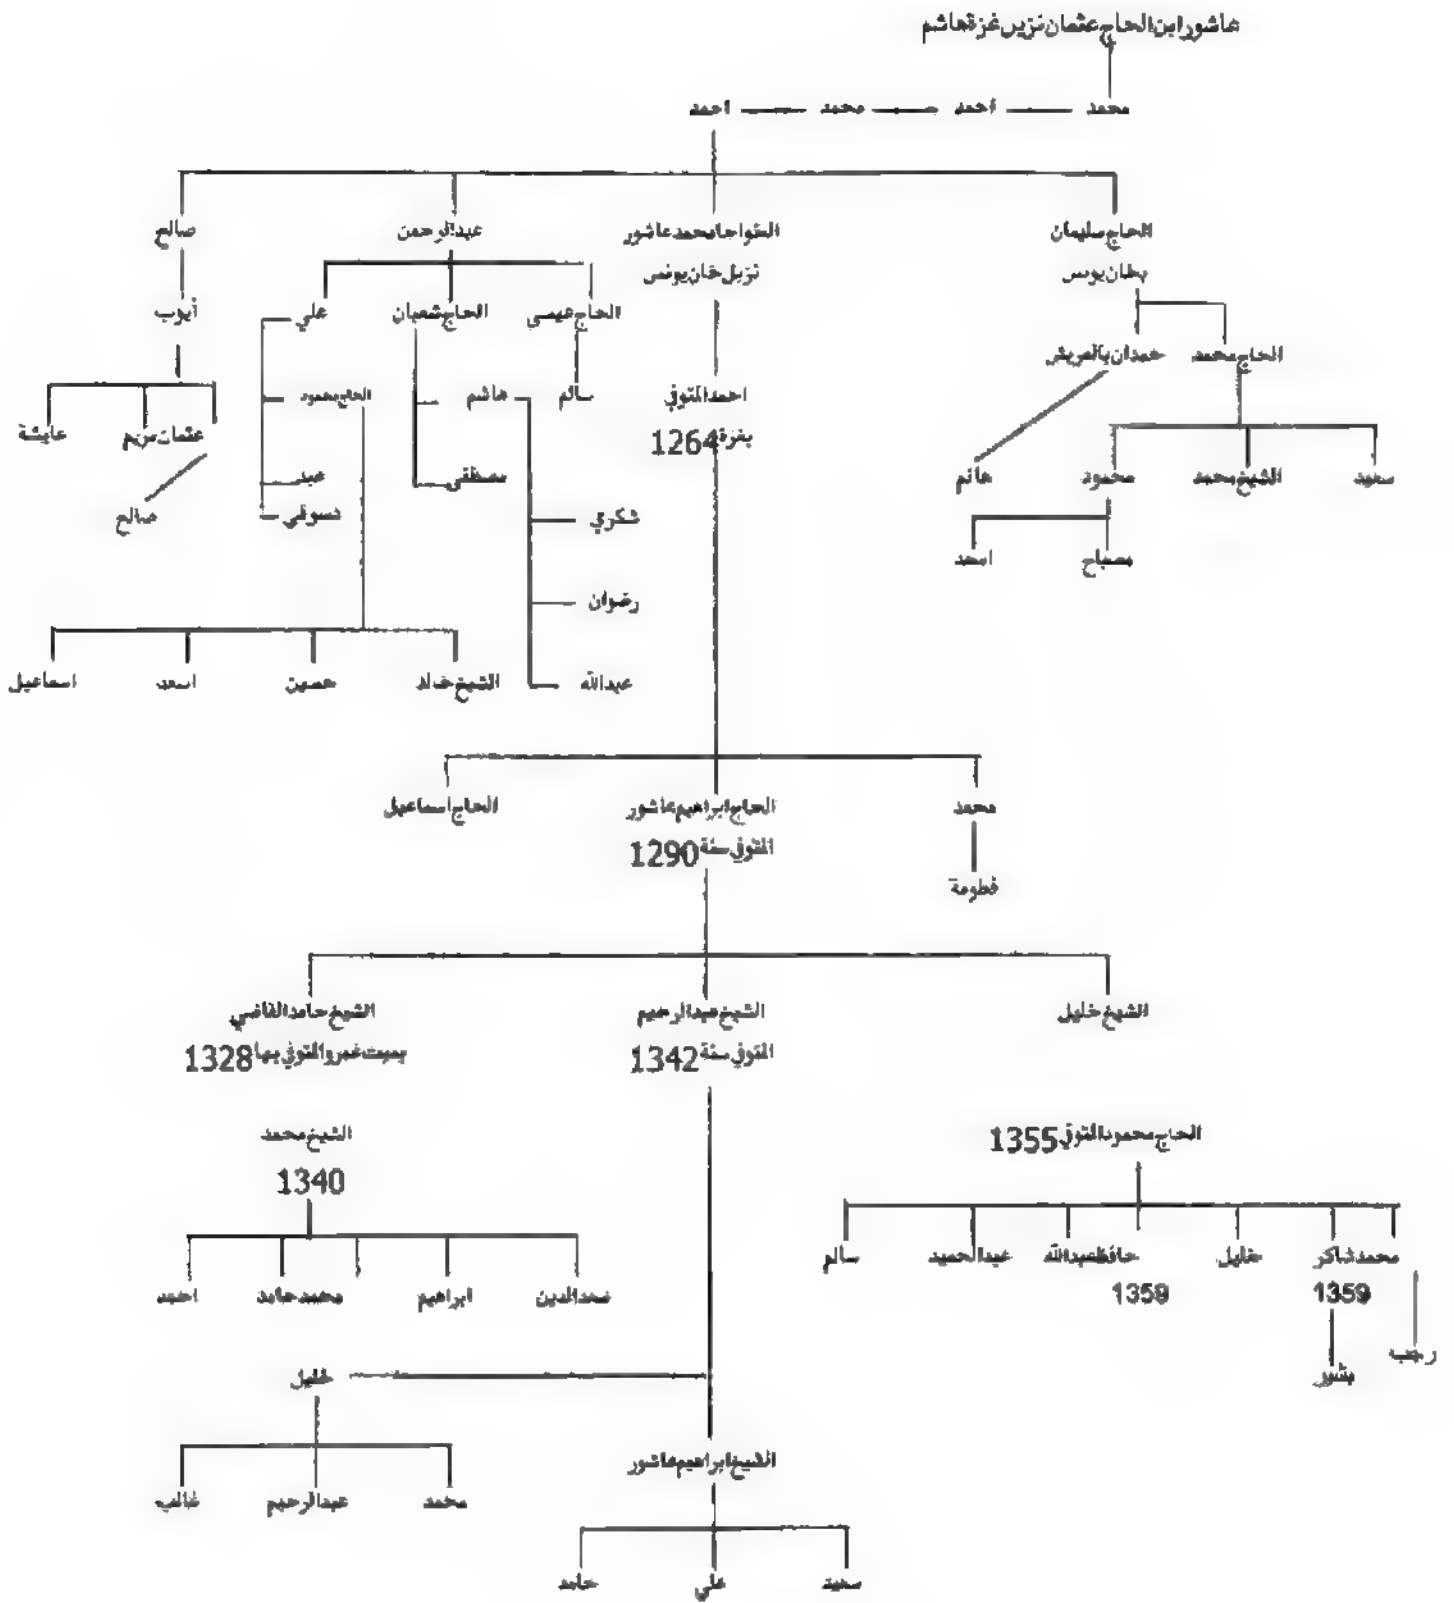 عاشور ابن الحاج عثمان نزيل غزة هاشم
محمد احمد محمد احمد
الحاج سليمان الخواجا محمد عاشور عبدالرحمن صالح
بخان يونس نزيل خان يونس
الحاج عيسى الحاج شعبان علي أيوب
الحاج محمد حمدان بالعريش
احمد المتوفي سالم هاشم الحاج محمود
بغزة 1264 عثمان مريم عايشة
سعيد الشيخ محمد محمود غانم مصطفى عيد
شكري دسوقي صالح
مصباح احمد
رضوان
عبدالله الشيخ خالد حسين اسعد اسماعيل
محمد الحاج ابراهيم عاشور الحاج اسماعيل
المتوفي سنة 1290
فطومة
الشيخ خليل الشيخ عبدالرحيم الشيخ حامد القاضي
المتوفي سنة 1342 بميت غمر والمتوفي بها 1328
الحاج محمود المتوفي 1355 الشيخ محمد
1340
محمد شاكر خليل حافظ عبدالله عبدالحميد سالم
1359 1359 سعدالدين ابراهيم محمد حامد احمد
رجب
بشير خليل
الشيخ ابراهيم عاشور
محمد عبدالرحيم غالب
سعيد علي حامد